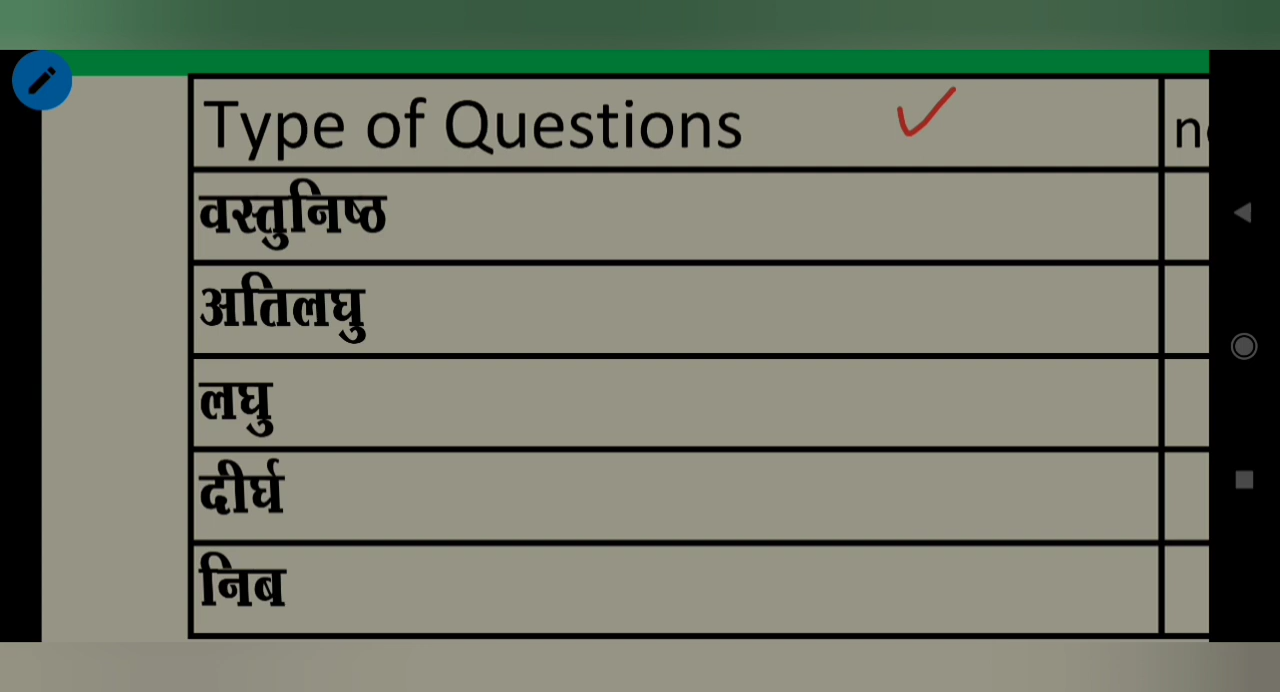 Type of Questions
वस्तुनिष्ठ
अतिलघु
लघु
दीर्घ
निब